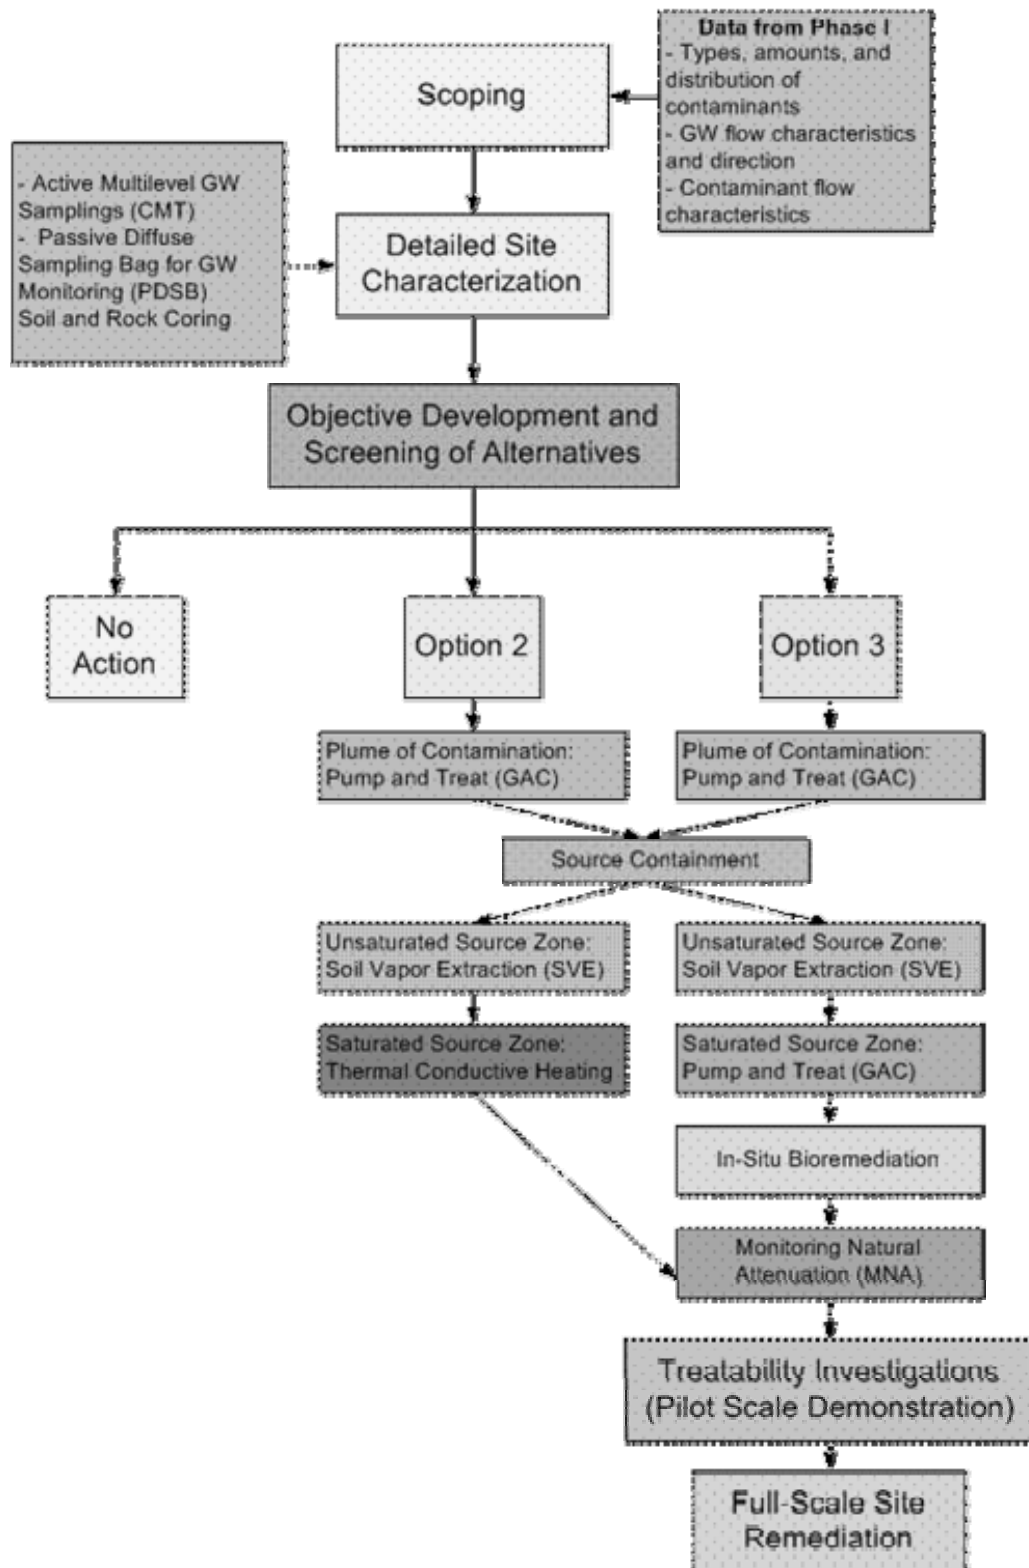 Scoping
Data from Phase I
- Types, amounts, and
distribution of
contaminants
- GW flow characteristics
and direction
- Contaminant flow
characteristics
- Active Multilevel GW
Samplings (CMT)
- Passive Diffuse
Sampling Bag for GW
Monitoring (PDSB)
Soil and Rock Coring
Detailed Site
Characterization
Objective Development and
Screening of Alternatives
No
Action
Option 2
Option 3
Plume of Contamination:
Pump and Treat (GAC)
Plume of Contamination:
Pump and Treat (GAC)
Source Containment
Unsaturated Source Zone:
Soil Vapor Extraction (SVE)
Unsaturated Source Zone:
Soil Vapor Extraction (SVE)
Saturated Source Zone:
Thermal Conductive Heating
Saturated Source Zone:
Pump and Treat (GAC)
In-Situ Bioremediation
Monitoring Natural
Attenuation (MNA)
Treatability Investigations
(Pilot Scale Demonstration)
Full-Scale Site
Remediation